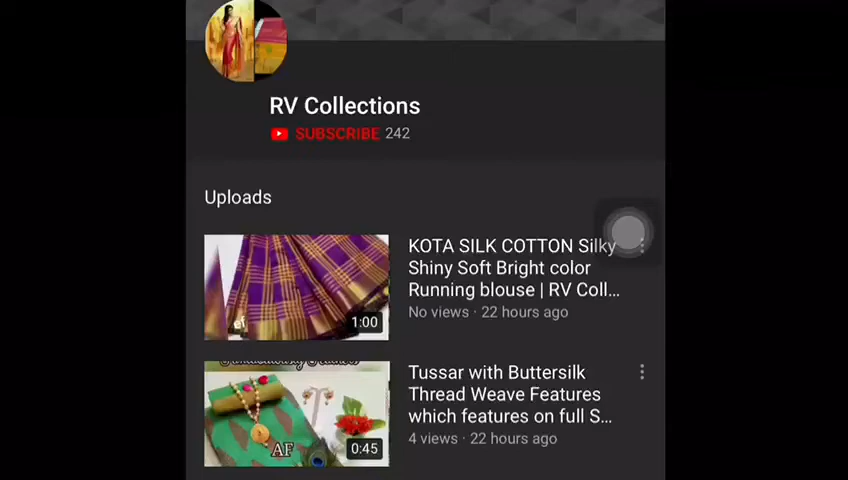 RV Collections
SUBSCRIBE 242
Uploads
KOTA SILK COTTON Silky
Shiny Soft Bright color
Running blouse | RV Coll...
No views · 22 hours ago
ef
1:00
Tussar with Buttersilk
Thread Weave Features
which features on full S...
4 views · 22 hours ago
AF
0:45